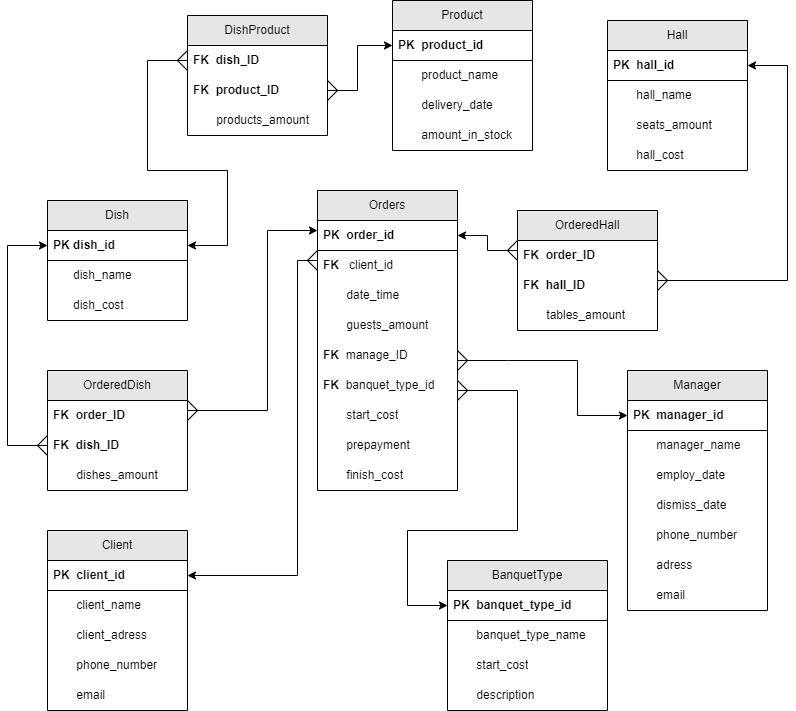 DishProduct
FK dish_ID
FK product_ID
products_amount
Product
PK product_id
product_name
delivery_date
amount_in_stock
Hall
PK hall_id
hall_name
seats_amount
hall_cost
Dish
PK dish_id
dish_name
dish_cost
Orders
PK order_id
FK client_id
date_time
guests_amount
FK manage_ID
FK banquet_type_id
start_cost
prepayment
finish_cost
OrderedHall
FK order_ID
FK hall_ID
tables_amount
OrderedDish
FK order_ID
FK dish_ID
dishes_amount
Manager
PK manager_id
manager_name
employ_date
dismiss_date
phone_number
adress
email
Client
PK client_id
client_name
client_adress
phone_number
email
BanquetType
PK banquet_type_id
banquet_type_name
start_cost
description